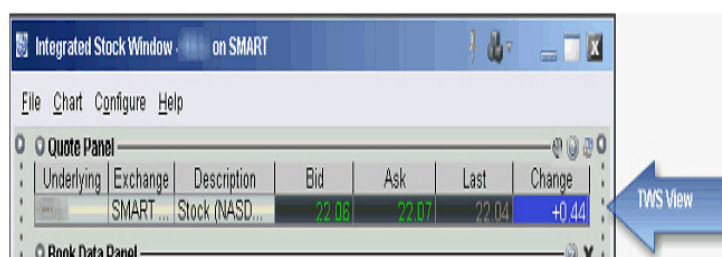 Integrated Stock Window - on SMART
File Chart Configure Help
Quote Panel
Underlying Exchange Description Bid Ask Last Change
SMART ... Stock (NASD... 22.06 22.07 22.04 +0.44
TWS View
Book Data Panel